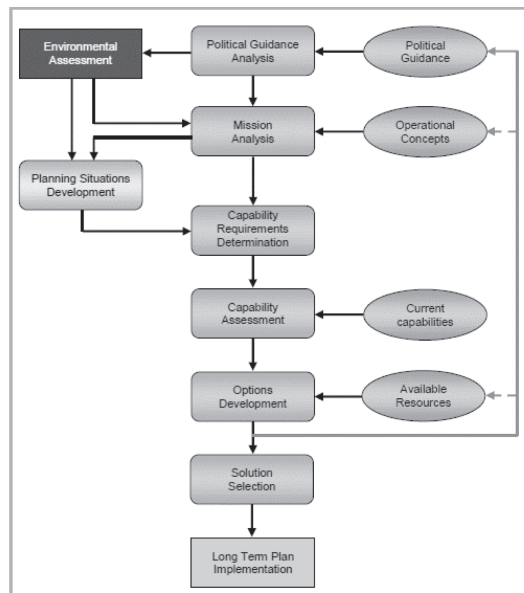 Environmental
Assessment
Political Guidance
Analysis
Political
Guidance
Mission
Analysis
Operational
Concepts
Planning Situations
Development
Capability
Requirements
Determination
Capability
Assessment
Current
capabilities
Options
Development
Available
Resources
Solution
Selection
Long Term Plan
Implementation